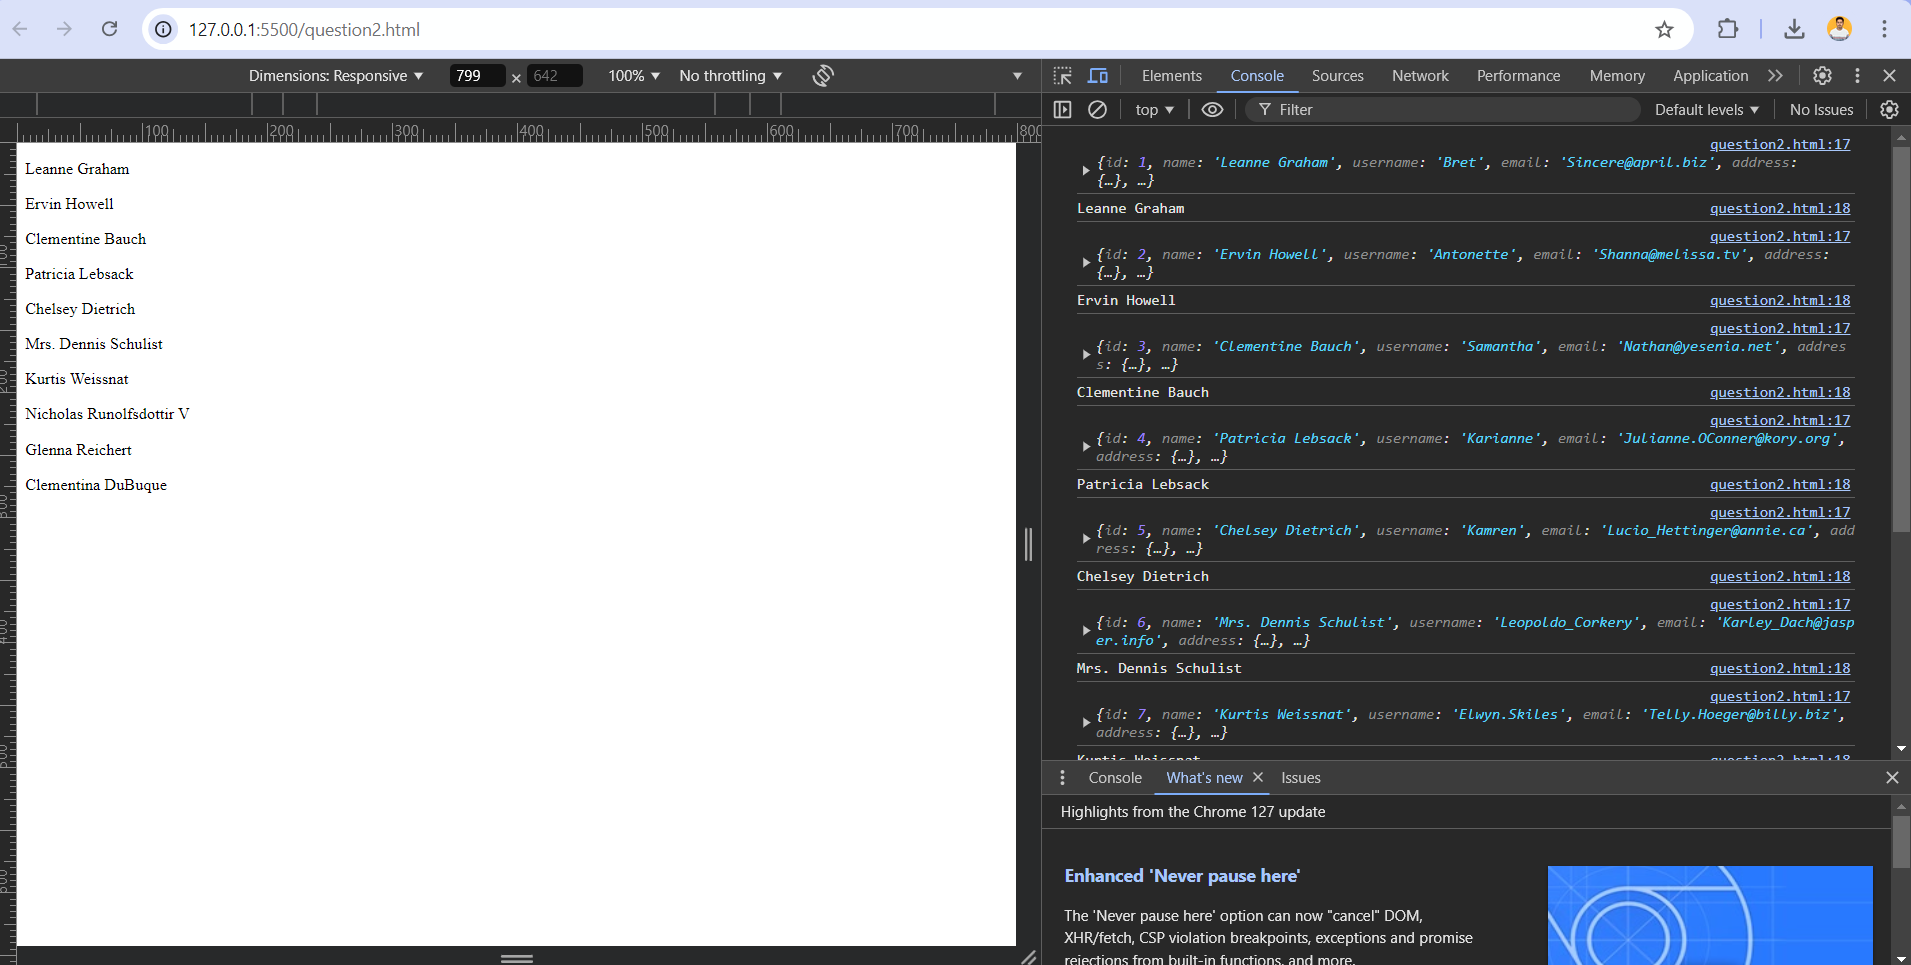 127.0.0.1:5500/question2.html
Dimensions: Responsive 799 × 642 100% No throttling
100 200 300 400 500 600 700 800
Leanne Graham
Ervin Howell
Clementine Bauch
Patricia Lebsack
Chelsey Dietrich
Mrs. Dennis Schulist
Kurtis Weissnat
Nicholas Runolfsdottir V
Glenna Reichert
Clementina DuBuque
Elements Console Sources Network Performance Memory Application
top Filter Default levels No Issues
question2.html:17
{id: 1, name: 'Leanne Graham', username: 'Bret', email: 'Sincere@april.biz', address:
{…}, …}
Leanne Graham question2.html:18
question2.html:17
{id: 2, name: 'Ervin Howell', username: 'Antonette', email: 'Shanna@melissa.tv', address:
{…}, …}
Ervin Howell question2.html:18
question2.html:17
{id: 3, name: 'Clementine Bauch', username: 'Samantha', email: 'Nathan@yesenia.net', addres
s: {…}, …}
Clementine Bauch question2.html:18
question2.html:17
{id: 4, name: 'Patricia Lebsack', username: 'Karianne', email: 'Julianne.OConner@kory.org',
address: {…}, …}
Patricia Lebsack question2.html:18
question2.html:17
{id: 5, name: 'Chelsey Dietrich', username: 'Kamren', email: 'Lucio_Hettinger@annie.ca', add
ress: {…}, …}
Chelsey Dietrich question2.html:18
question2.html:17
{id: 6, name: 'Mrs. Dennis Schulist', username: 'Leopoldo_Corkery', email: 'Karley_Dach@jasp
er.info', address: {…}, …}
Mrs. Dennis Schulist question2.html:18
question2.html:17
{id: 7, name: 'Kurtis Weissnat', username: 'Elwyn.Skiles', email: 'Telly.Hoeger@billy.biz',
address: {…}, …}
Kurtis Weissnat question2.html:18
Console What's new Issues
Highlights from the Chrome 127 update
Enhanced 'Never pause here'
The 'Never pause here' option can now "cancel" DOM,
XHR/fetch, CSP violation breakpoints, exceptions and promise
rejections from built-in functions, and more.